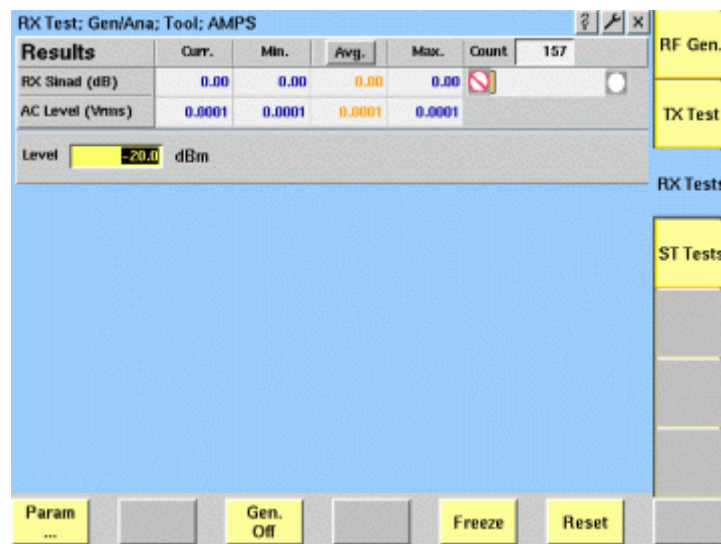 RX Test; Gen/Ana; Tool; AMPS
Results Curr. Min. Avg. Max. Count 157
RX Sinad (dB) 0.00 0.00 0.00 0.00
AC Level (Vrms) 0.0001 0.0001 0.0001 0.0001
Level -20.0 dBm
RF Gen.
TX Test
RX Tests
ST Tests
Param
...
Gen.
Off
Freeze
Reset